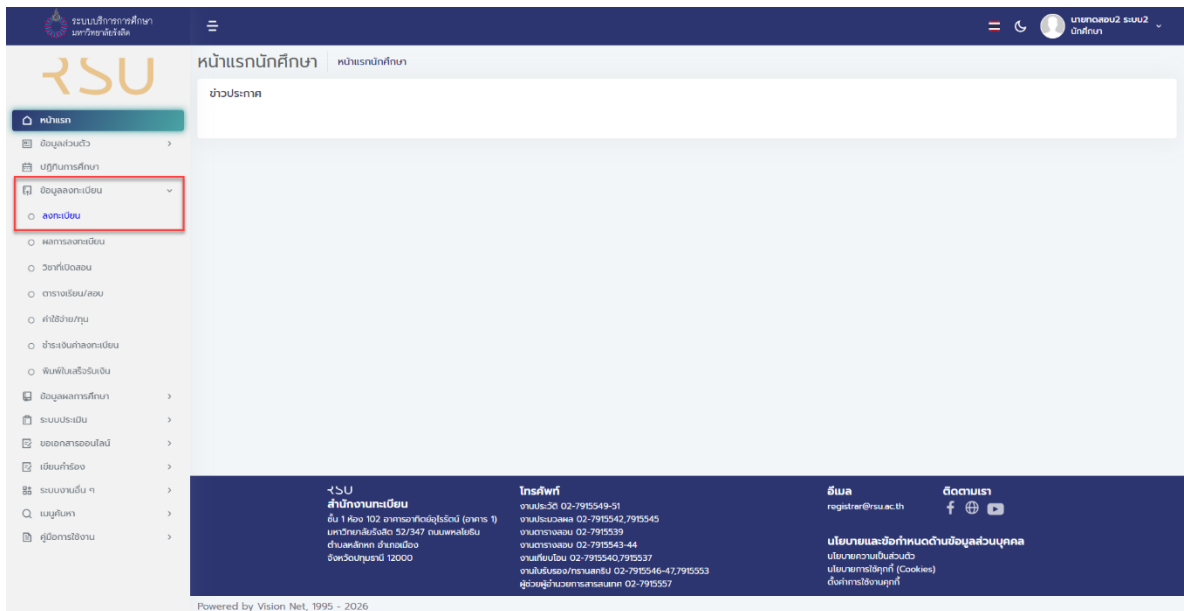 ระบบบริการการศึกษา
มหาวิทยาลัยรังสิต
นายทดสอบ2 ระบบ2
นักศึกษา
RSU
หน้าแรกนักศึกษา
หน้าแรกนักศึกษา
ข่าวประกาศ
หน้าแรก
ข้อมูลส่วนตัว
ปฏิทินการศึกษา
ข้อมูลลงทะเบียน
ลงทะเบียน
ผลการลงทะเบียน
วิชาที่เปิดสอน
ตารางเรียน/สอบ
ค่าใช้จ่าย/ทุน
ชำระเงินค่าลงทะเบียน
พิมพ์ใบเสร็จรับเงิน
ข้อมูลผลการศึกษา
ระบบประเมิน
ขอเอกสารออนไลน์
เขียนคำร้อง
ระบบงานอื่น ๆ
เมนูค้นหา
คู่มือการใช้งาน
RSU
สำนักงานทะเบียน
ชั้น 1 ห้อง 102 อาคารอาทิตย์อุไรรัตน์ (อาคาร 1)
มหาวิทยาลัยรังสิต 52/347 ถนนพหลโยธิน
ตำบลหลักหก อำเภอเมือง
จังหวัดปทุมธานี 12000
โทรศัพท์
งานประวัติ 02-7915549-51
งานประมวลผล 02-7915542,7915545
งานตารางสอบ 02-7915539
งานตารางสอน 02-7915543-44
งานเทียบโอน 02-7915540,7915537
งานใบรับรอง/ทรานสคริป 02-7915546-47,7915553
ผู้ช่วยผู้อำนวยการสารสนเทศ 02-7915557
อีเมล
registrar@rsu.ac.th
ติดตามเรา
นโยบายและข้อกำหนดด้านข้อมูลส่วนบุคคล
นโยบายความเป็นส่วนตัว
นโยบายการใช้คุกกี้ (Cookies)
ตั้งค่าการใช้งานคุกกี้
Powered by Vision Net, 1995 - 2026